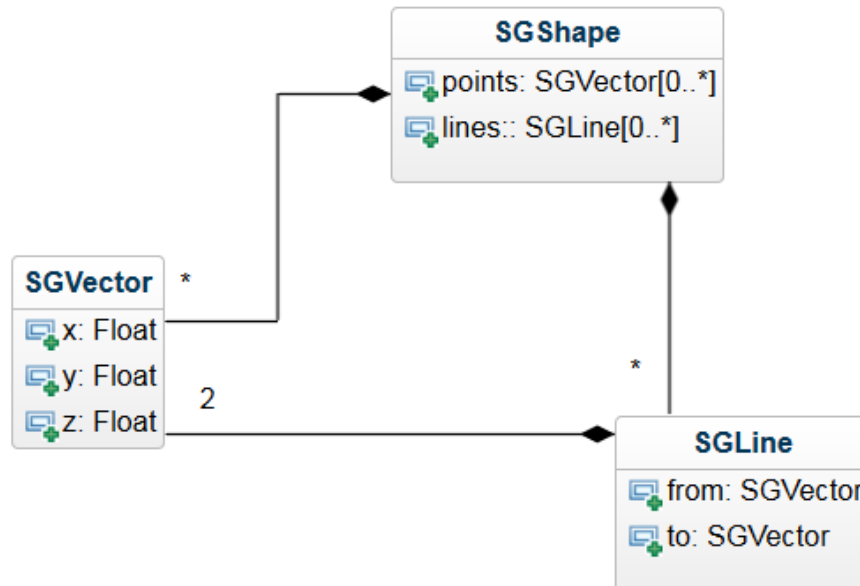 SGShape
points: SGVector[0..*]
lines:: SGLine[0..*]
SGVector
*
x: Float
y: Float
z: Float
2
*
SGLine
from: SGVector
to: SGVector